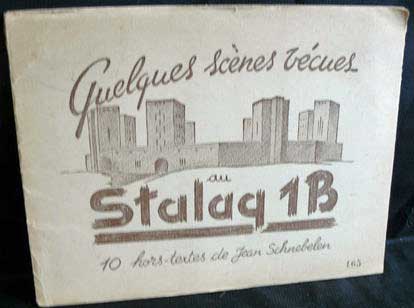 Quelques scènes vécues
au
Stalag 1B
10 hors-textes de Jean Schnebelen
165